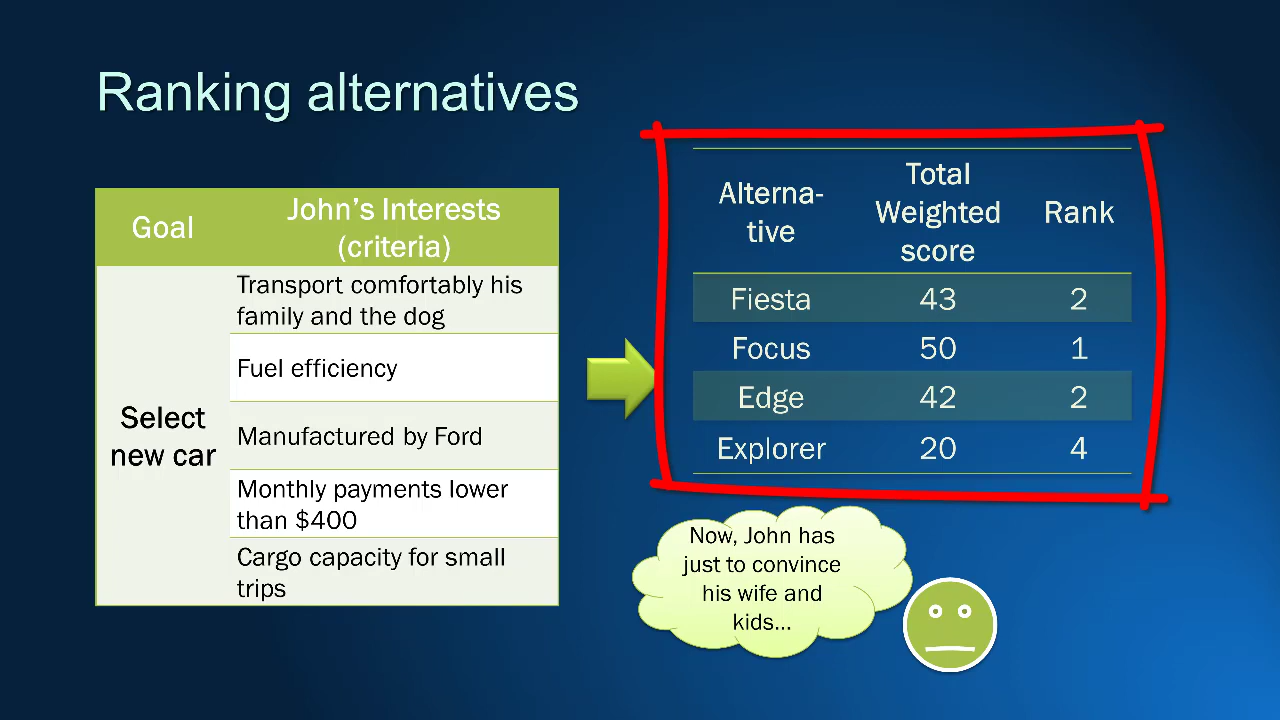 Ranking alternatives
Goal
John's Interests
(criteria)
Select
new car
Transport comfortably his
family and the dog
Fuel efficiency
Manufactured by Ford
Monthly payments lower
than $400
Cargo capacity for small
trips
Alterna-
tive
Total
Weighted
score
Rank
Fiesta 43 2
Focus 50 1
Edge 42 2
Explorer 20 4
Now, John has
just to convince
his wife and
kids...